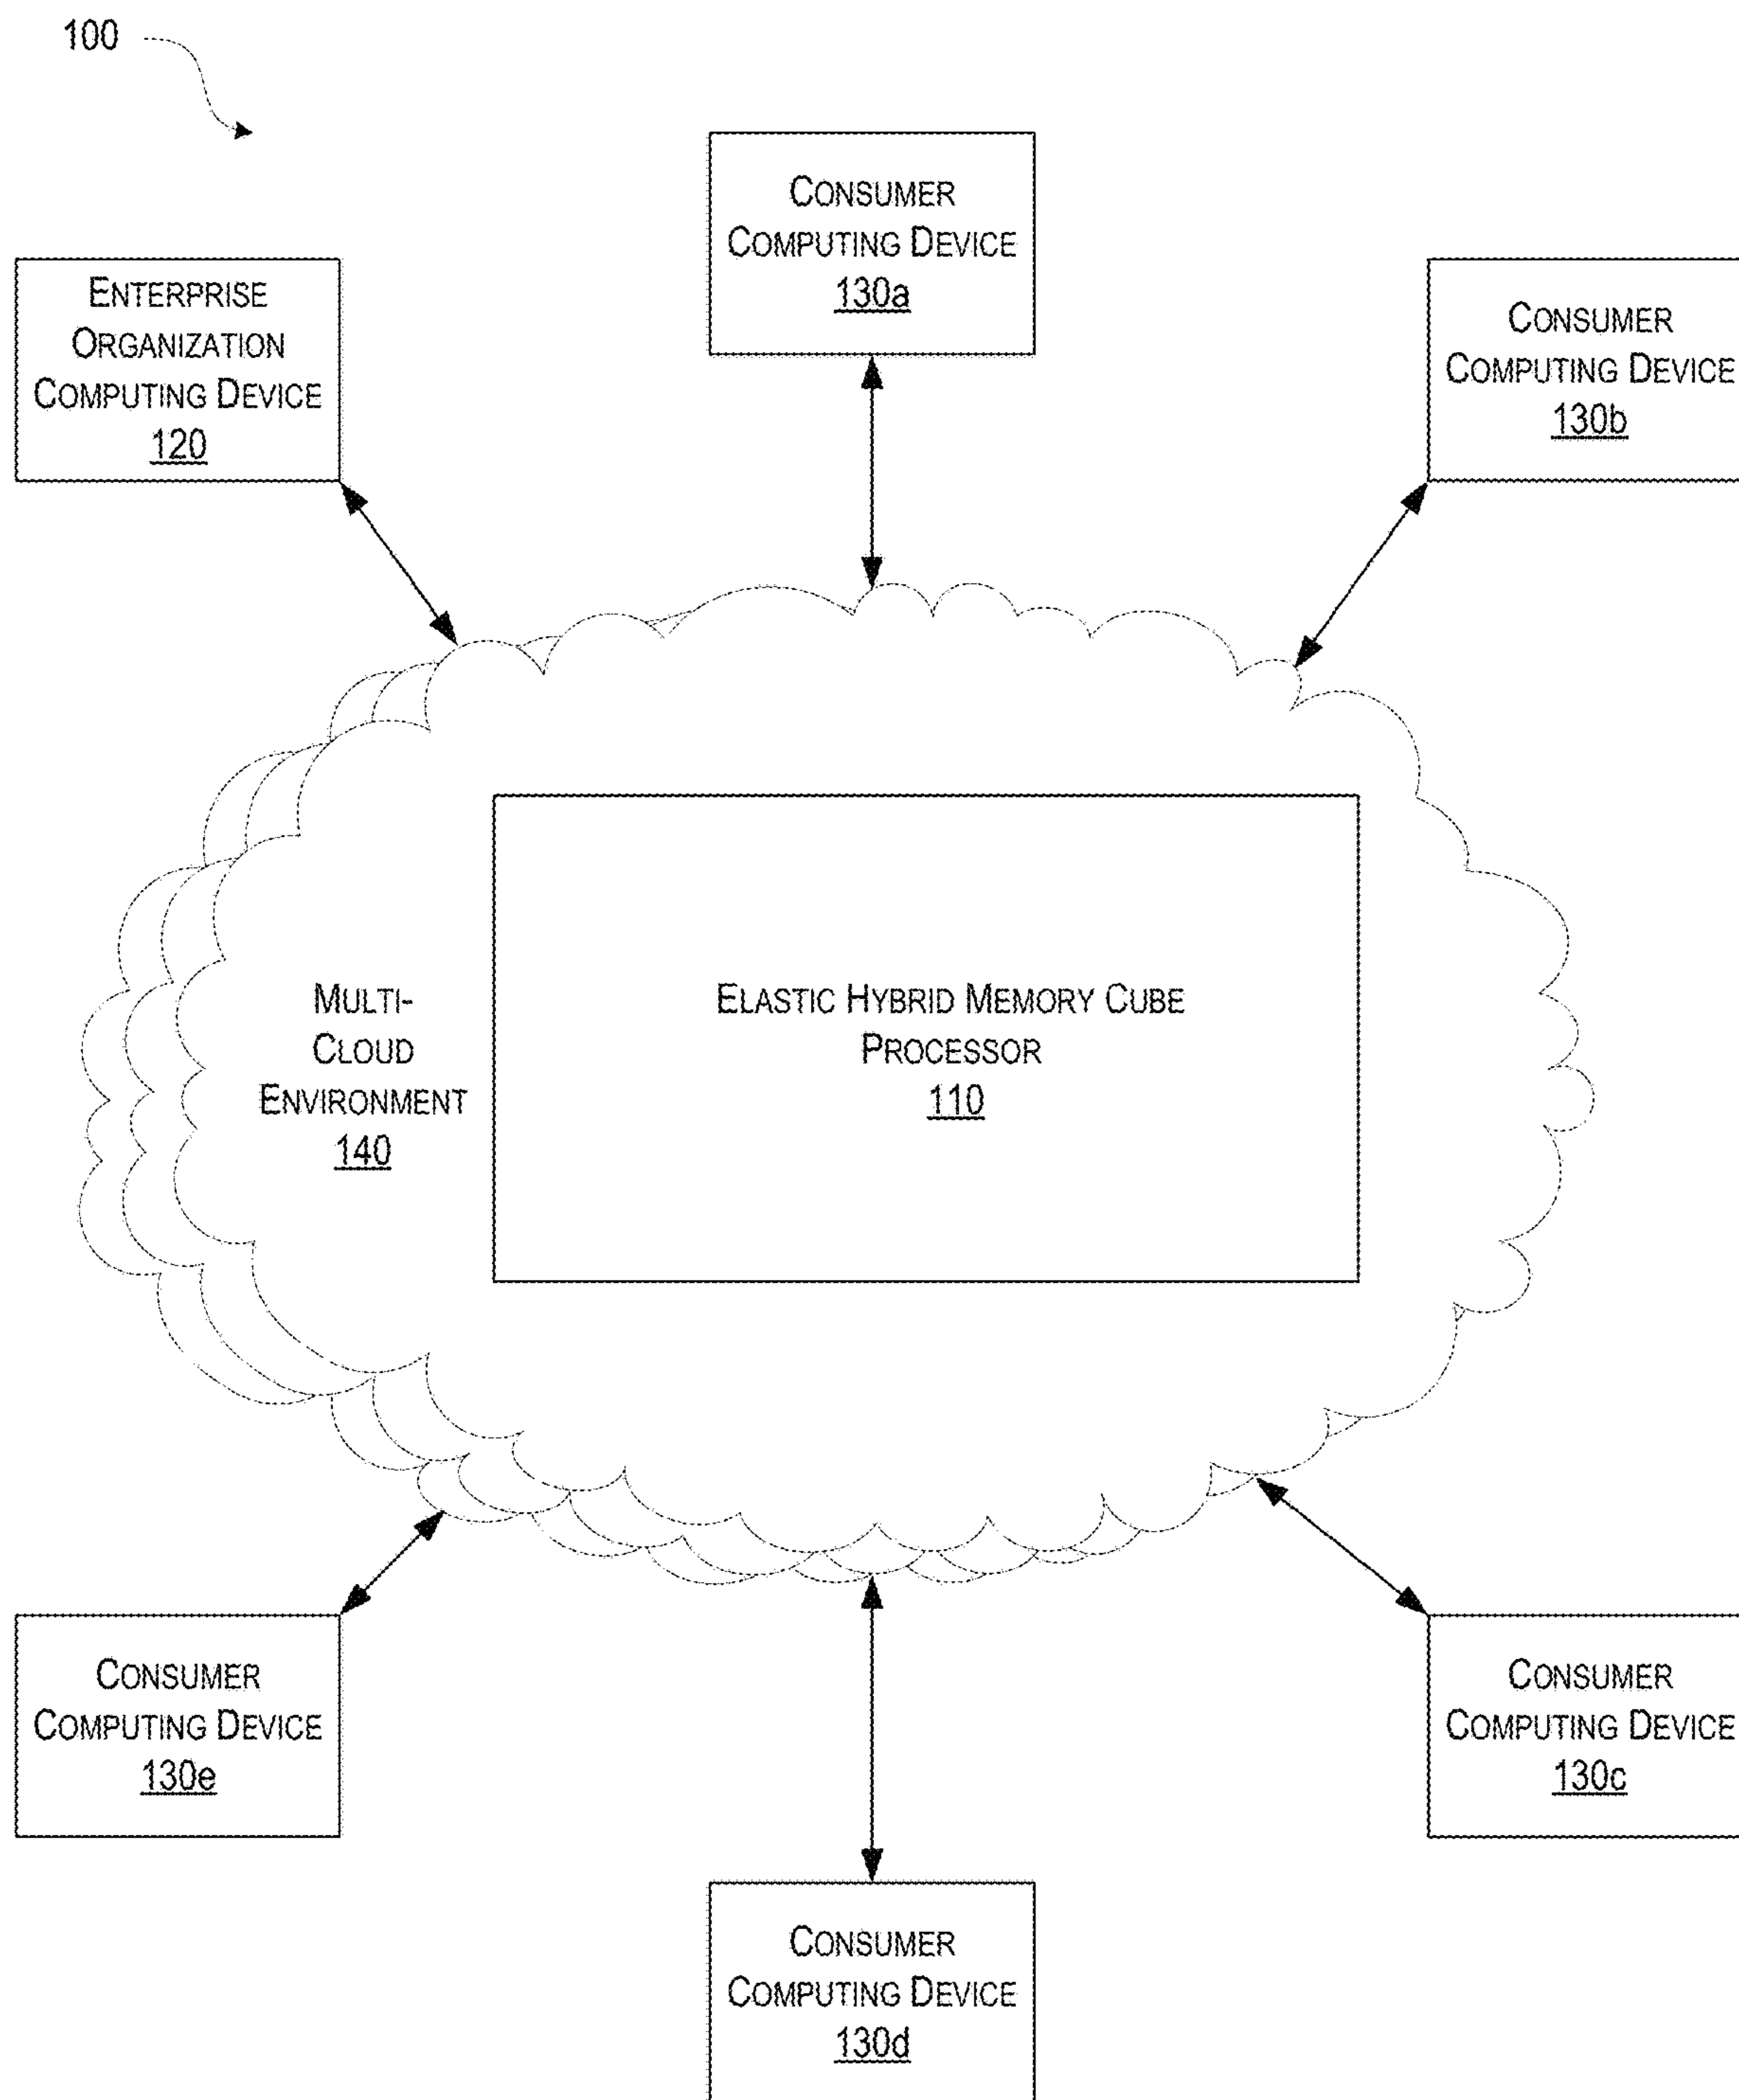 100
CONSUMER
COMPUTING DEVICE
130a
ENTERPRISE
ORGANIZATION
COMPUTING DEVICE
120
CONSUMER
COMPUTING DEVICE
130b
MULTI-
CLOUD
ENVIRONMENT
140
ELASTIC HYBRID MEMORY CUBE
PROCESSOR
110
CONSUMER
COMPUTING DEVICE
130e
CONSUMER
COMPUTING DEVICE
130c
CONSUMER
COMPUTING DEVICE
130d